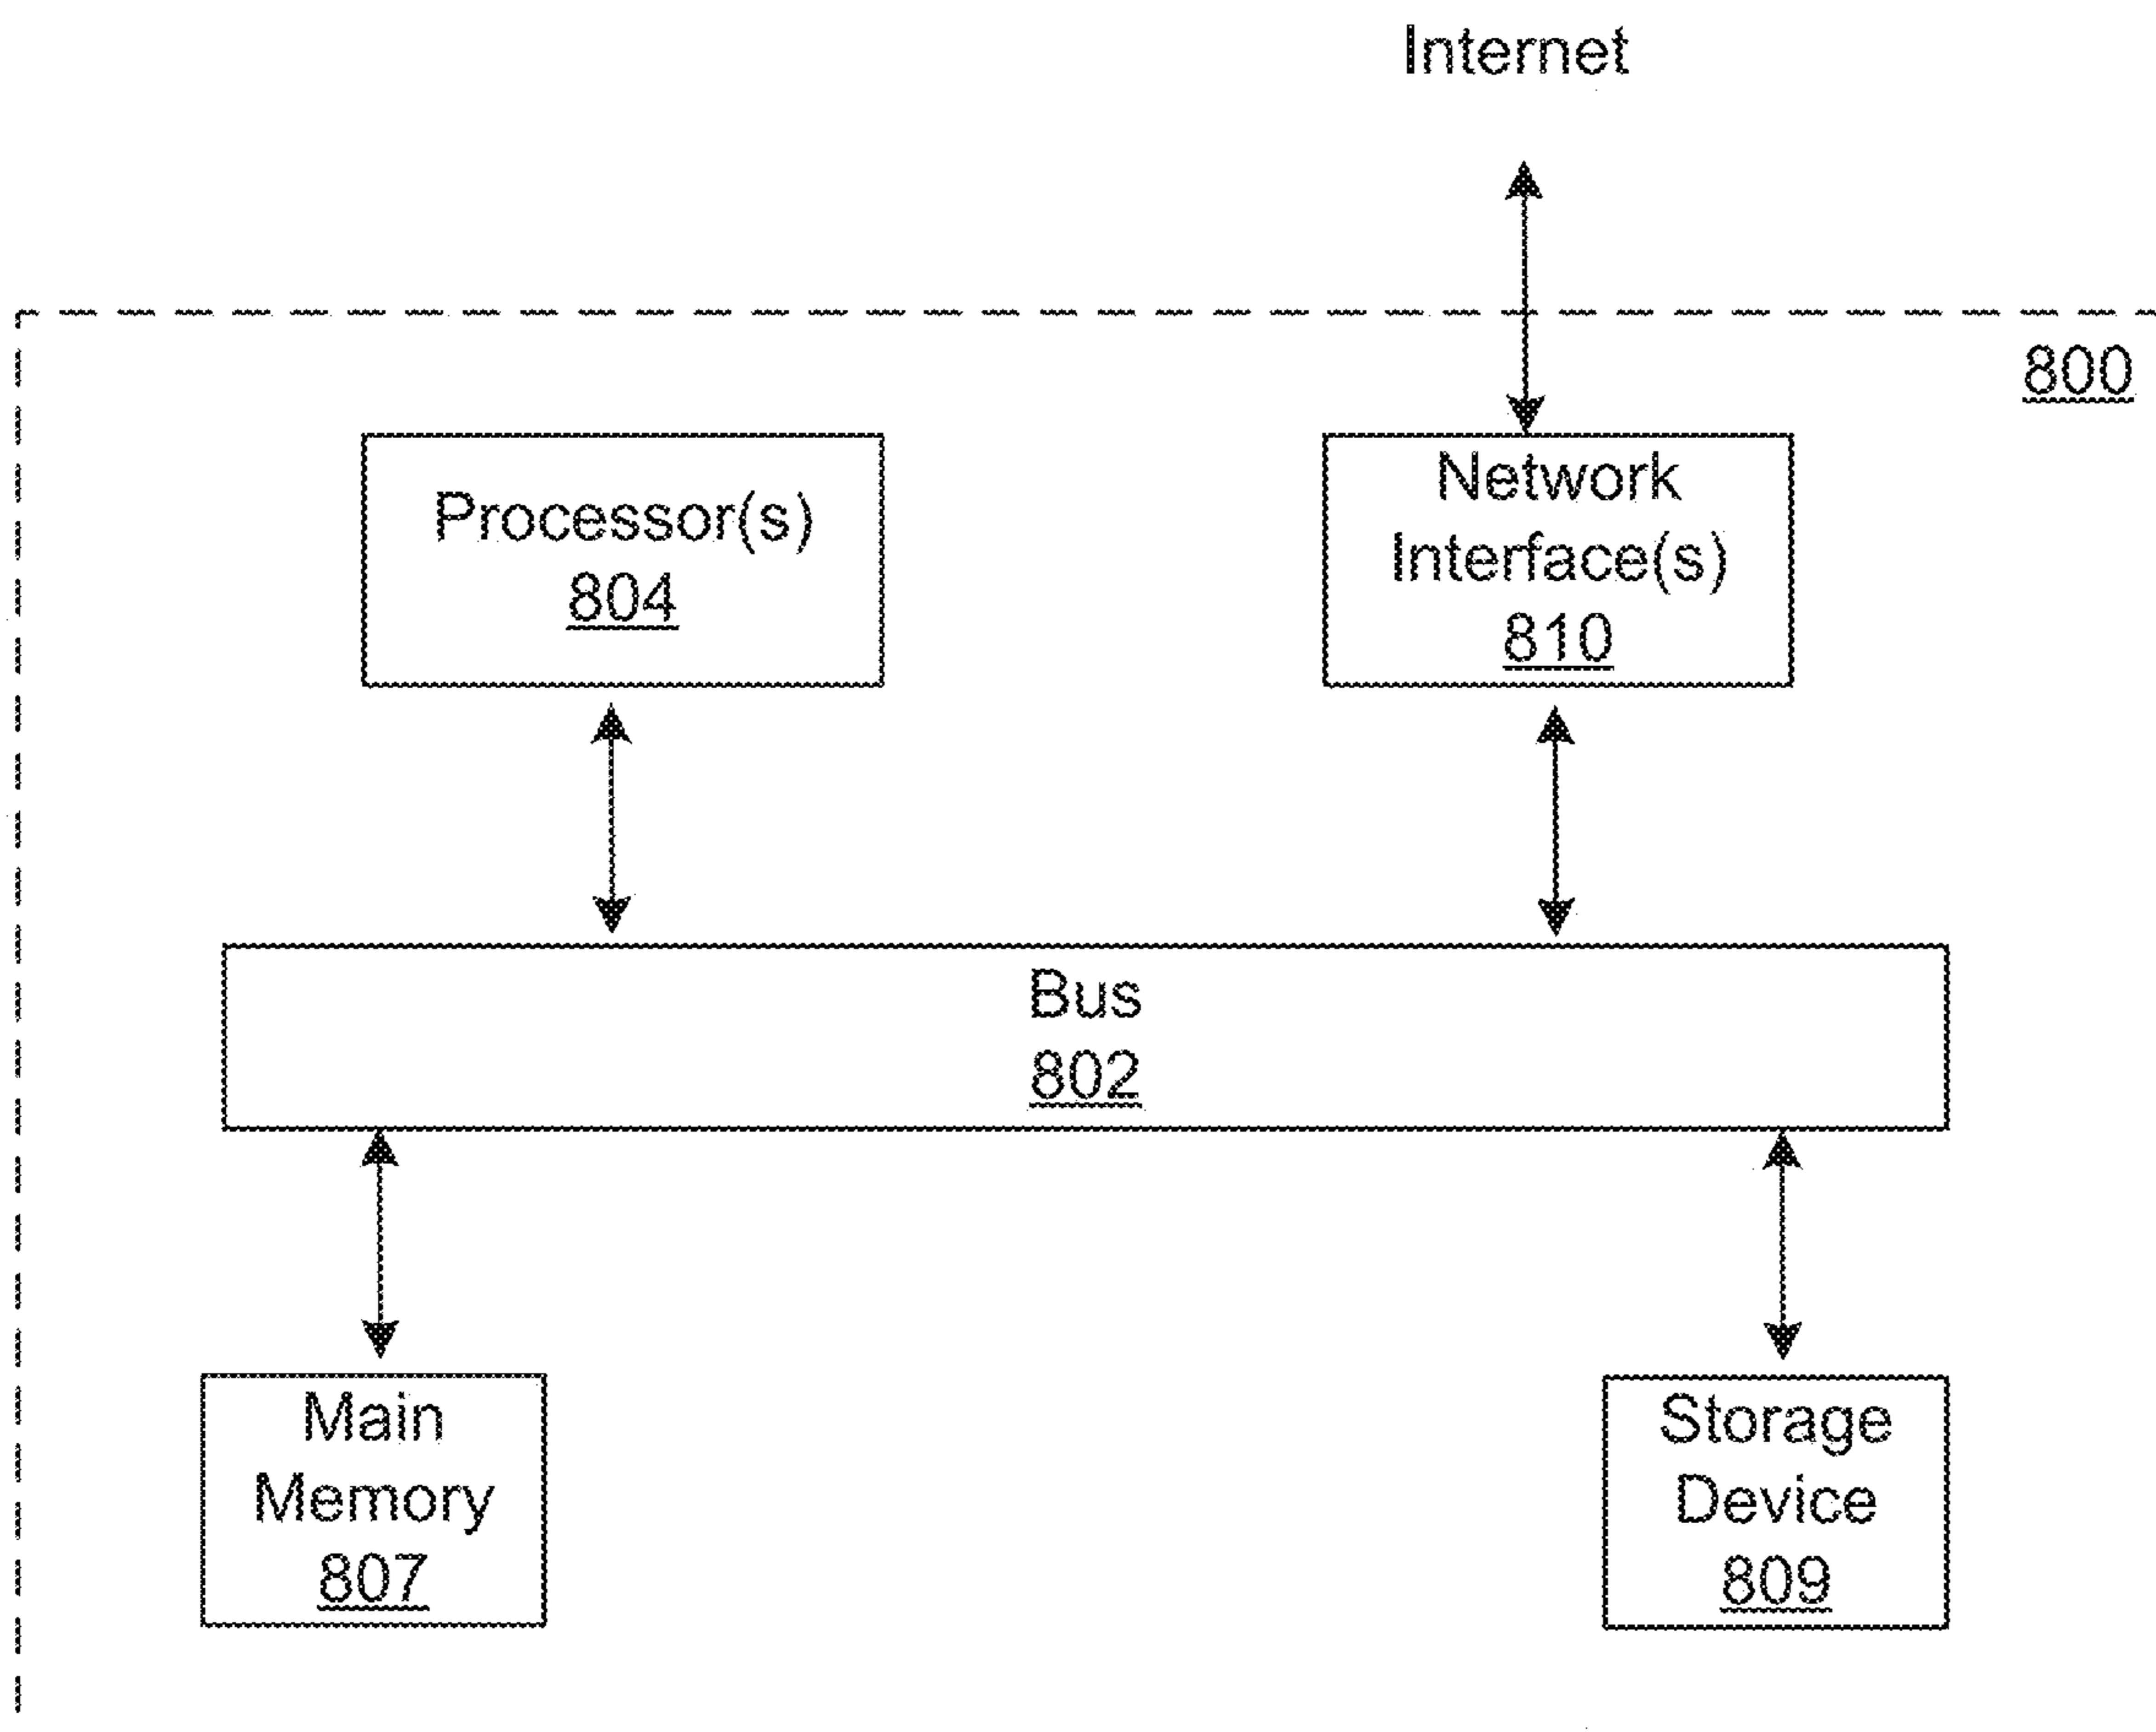 Internet
800
Processor(s)
804
Network
Interface(s)
810
Bus
802
Main
Memory
807
Storage
Device
809